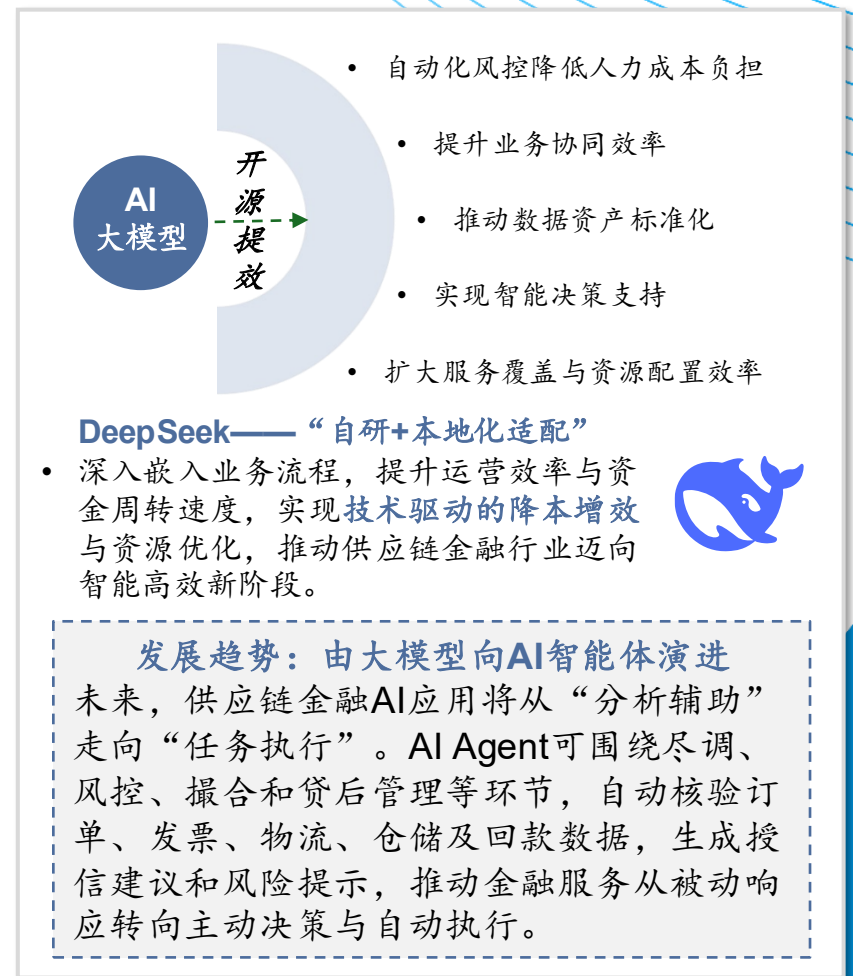 AI
大模型
开
源
提
效
• 自动化风控降低人力成本负担
• 提升业务协同效率
• 推动数据资产标准化
• 实现智能决策支持
• 扩大服务覆盖与资源配置效率
DeepSeek——“自研+本地化适配”
• 深入嵌入业务流程，提升运营效率与资
金周转速度，实现技术驱动的降本增效
与资源优化，推动供应链金融行业迈向
智能高效新阶段。
发展趋势：由大模型向AI智能体演进
未来，供应链金融AI应用将从“分析辅助”
走向“任务执行”。AI Agent可围绕尽调、
风控、撮合和贷后管理等环节，自动核验订
单、发票、物流、仓储及回款数据，生成授
信建议和风险提示，推动金融服务从被动响
应转向主动决策与自动执行。